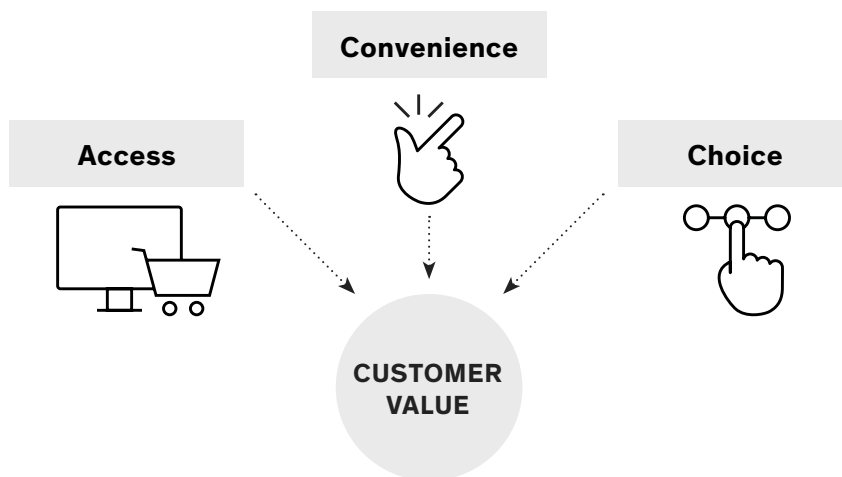 Convenience
Access
Choice
CUSTOMER
VALUE